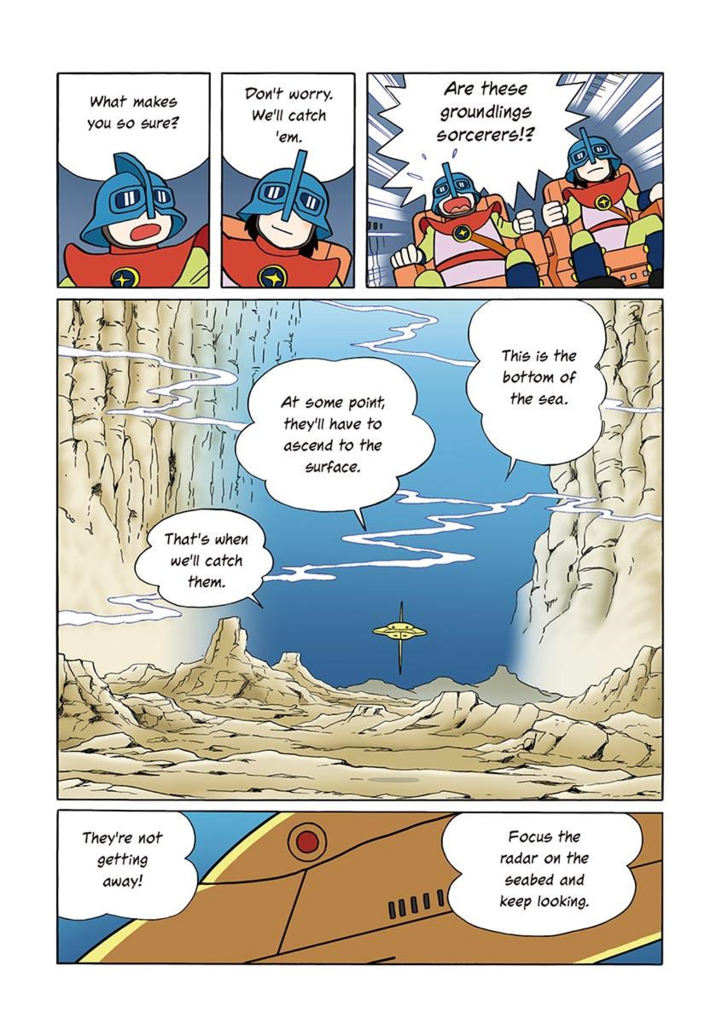 Are these
groundlings
sorcerers!?
Don't worry.
We'll catch
'em.
What makes
you so sure?
This is the
bottom of
the sea.
At some point,
they'll have to
ascend to the
surface.
That's when
we'll catch
them.
Focus the
radar on the
seabed and
keep looking.
They're not
getting
away!